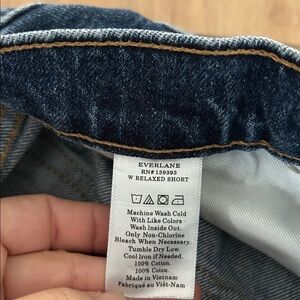 EVERLANE
RN# 139393
W RELAXED SHORT
Machine Wash Cold
With Like Colors
Wash Inside Out.
Only Non-Chlorine
Bleach When Necessary.
Tumble Dry Low.
Cool Iron if Needed.
100% Cotton.
100% Coton.
Made in Vietnam
Fabriqué au Viêt-Nam